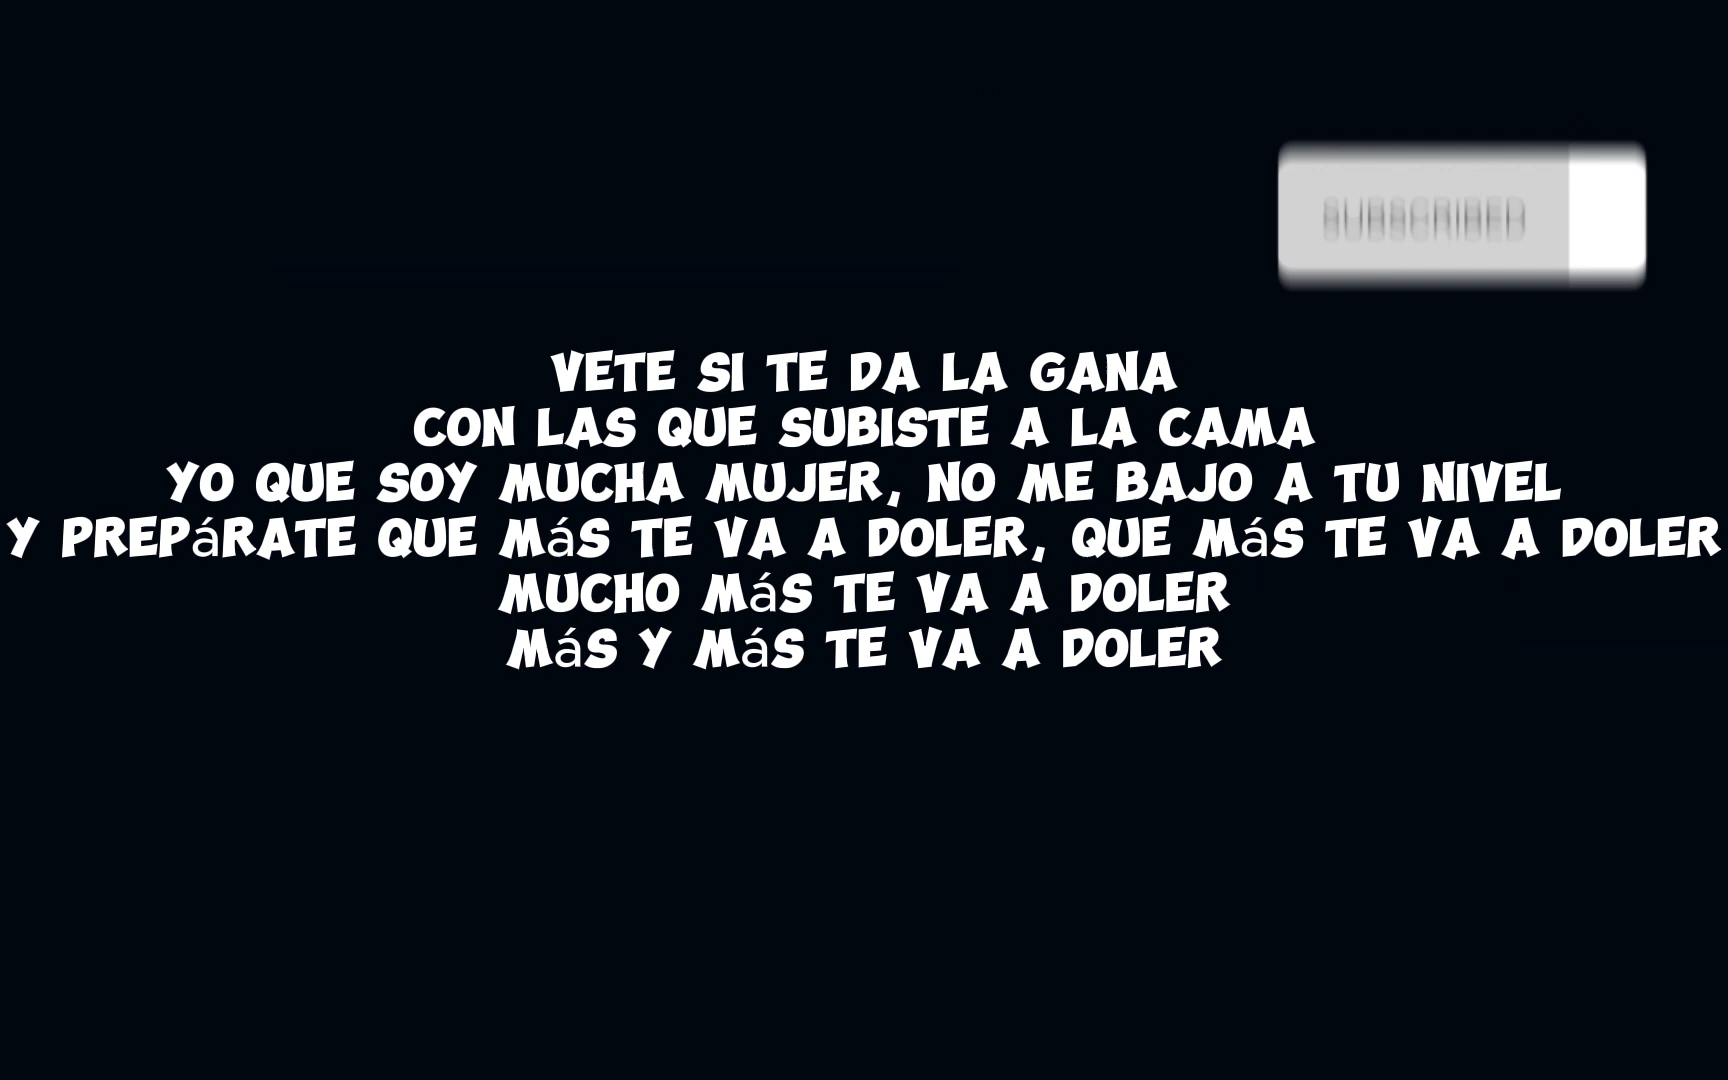 SUBSCRIBED
VETE SI TE DA LA GANA
CON LAS QUE SUBISTE A LA CAMA
YO QUE SOY MUCHA MUJER, NO ME BAJO A TU NIVEL
Y PREPáRATE QUE MáS TE VA A DOLER, QUE MáS TE VA A DOLER
MUCHO MáS TE VA A DOLER
MáS Y MáS TE VA A DOLER